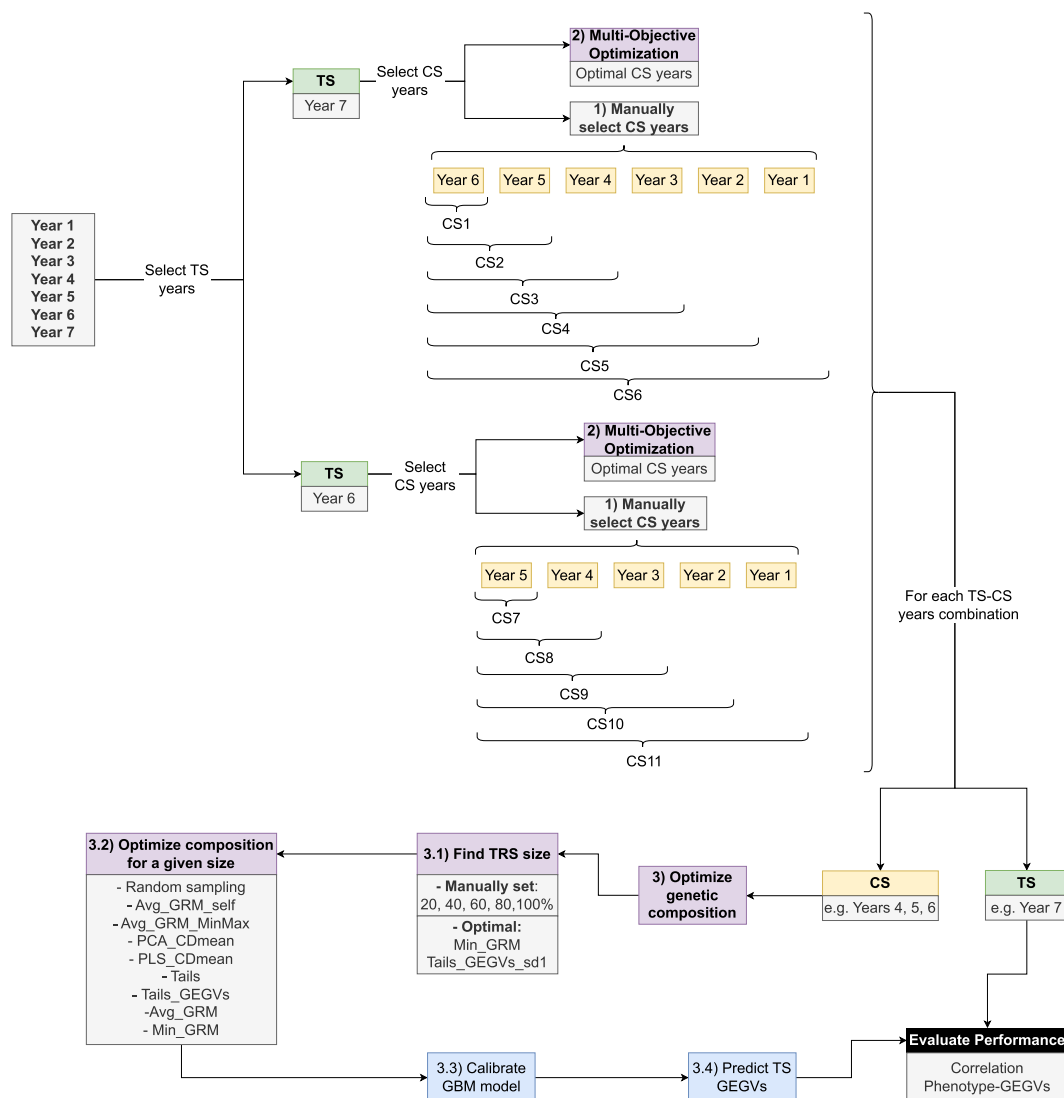 2) Multi-Objective
Optimization
Optimal CS years
TS
Year 7
Select CS
years
1) Manually
select CS years
Year 6
Year 5
Year 4
Year 3
Year 2
Year 1
CS1
CS2
CS3
CS4
CS5
CS6
Year 1
Year 2
Year 3
Year 4
Year 5
Year 6
Year 7
Select TS
years
2) Multi-Objective
Optimization
Optimal CS years
TS
Year 6
Select
CS years
1) Manually
select CS years
Year 5
Year 4
Year 3
Year 2
Year 1
CS7
CS8
CS9
CS10
CS11
For each TS-CS
years combination
CS
e.g. Years 4, 5, 6
TS
e.g. Year 7
3) Optimize
genetic
composition
3.1) Find TRS size
- Manually set:
20, 40, 60, 80,100%
- Optimal:
Min_GRM
Tails_GEGVs_sd1
3.2) Optimize composition
for a given size
- Random sampling
- Avg_GRM_self
- Avg_GRM_MinMax
- PCA_CDmean
- PLS_CDmean
- Tails
- Tails_GEGVs
-Avg_GRM
- Min_GRM
3.3) Calibrate
GBM model
3.4) Predict TS
GEGVs
Evaluate Performance
Correlation
Phenotype-GEGVs